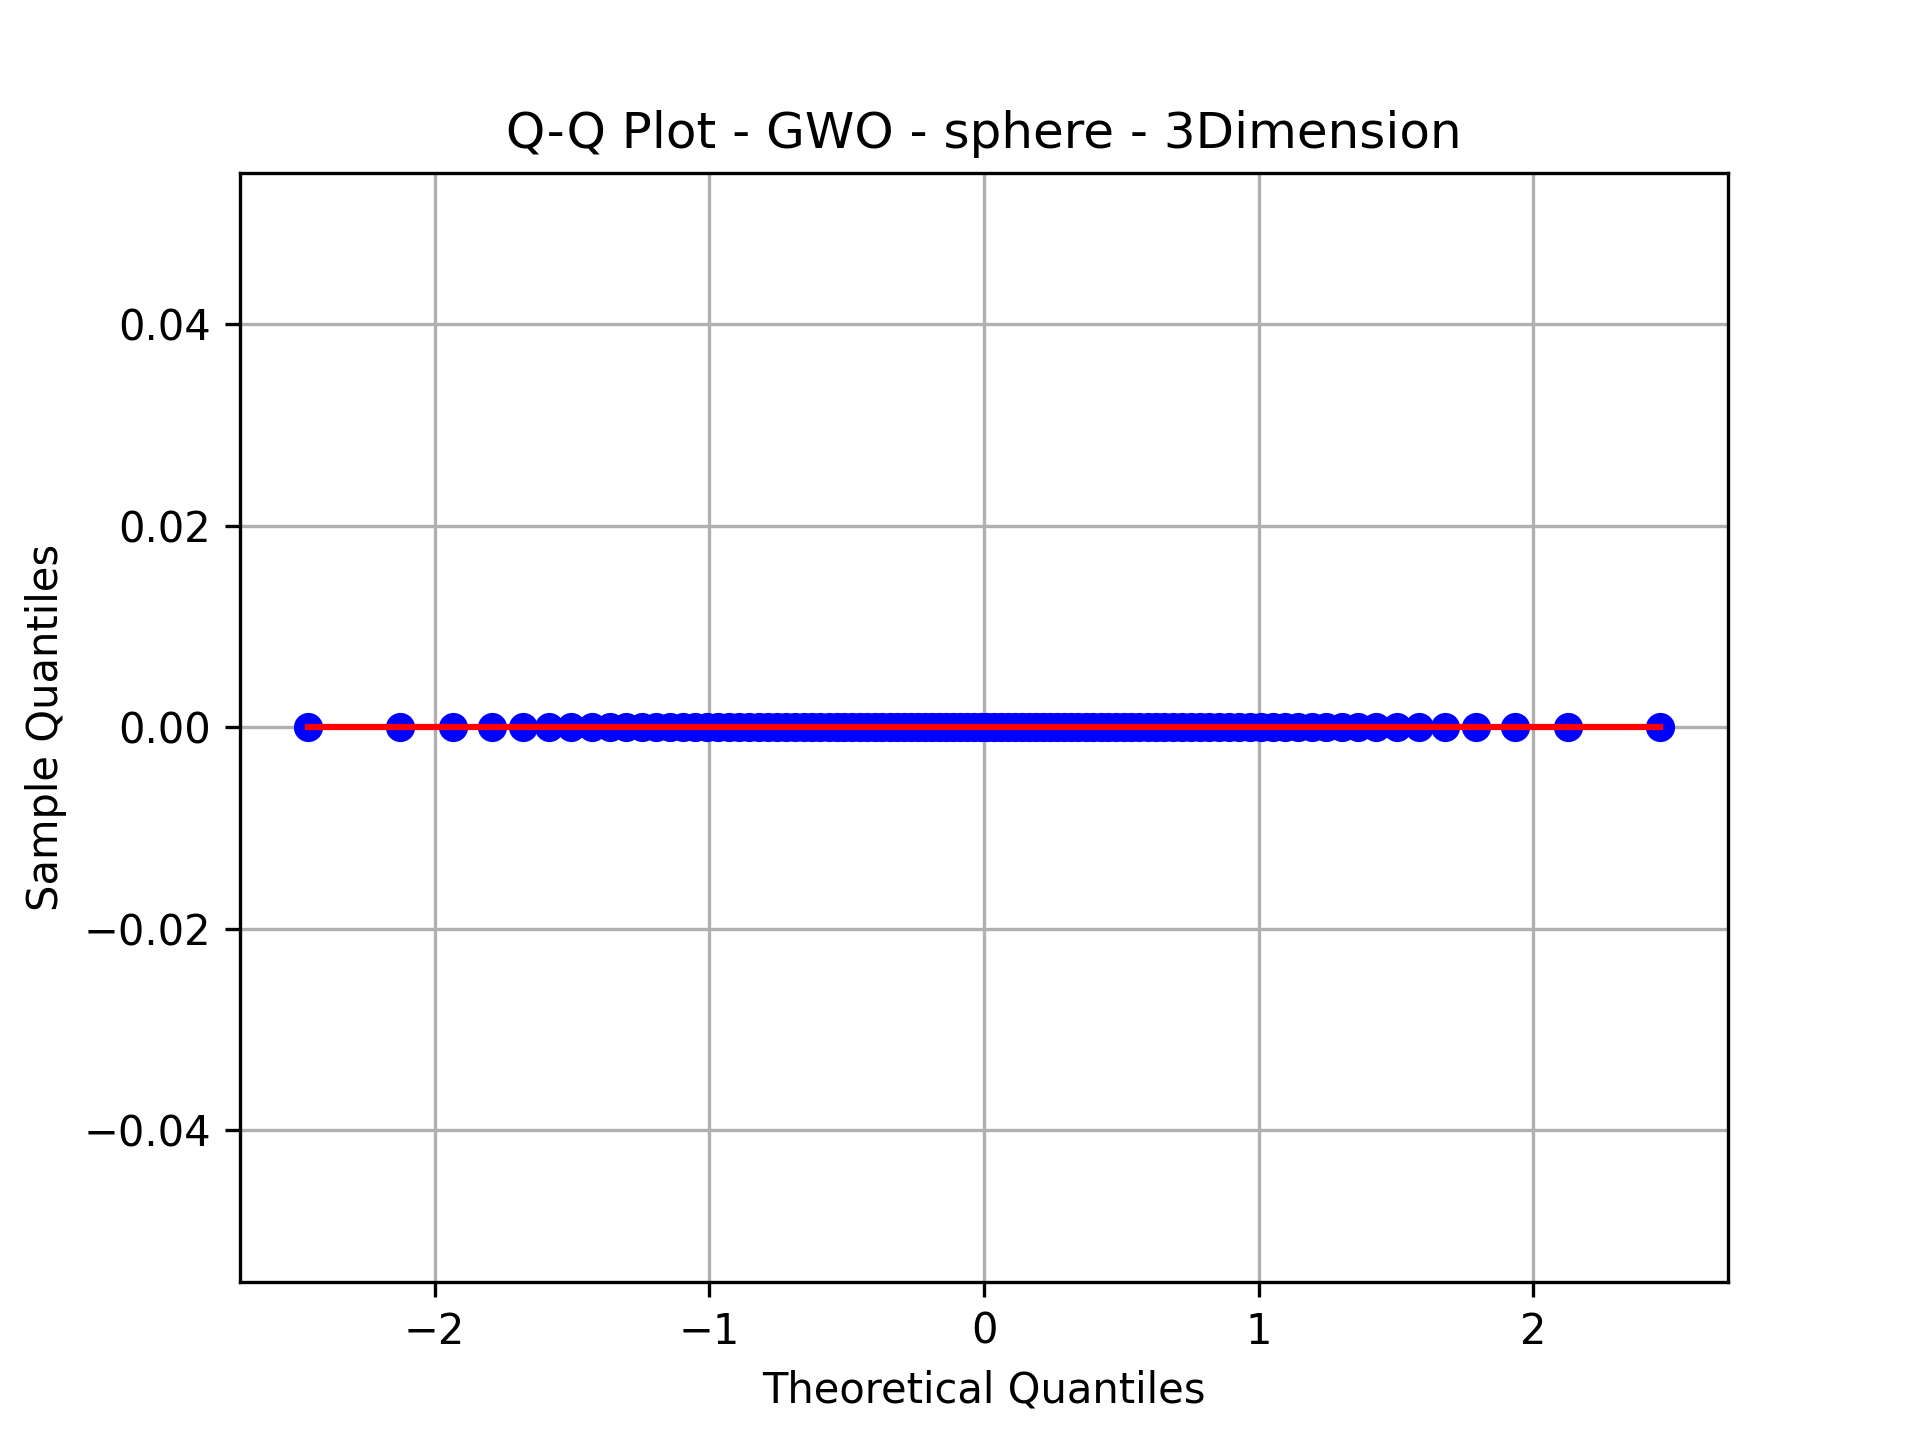 Q-Q Plot - GWO - sphere - 3Dimension
Sample Quantiles
0.04
0.02
0.00
−0.02
−0.04
−2 −1 0 1 2
Theoretical Quantiles